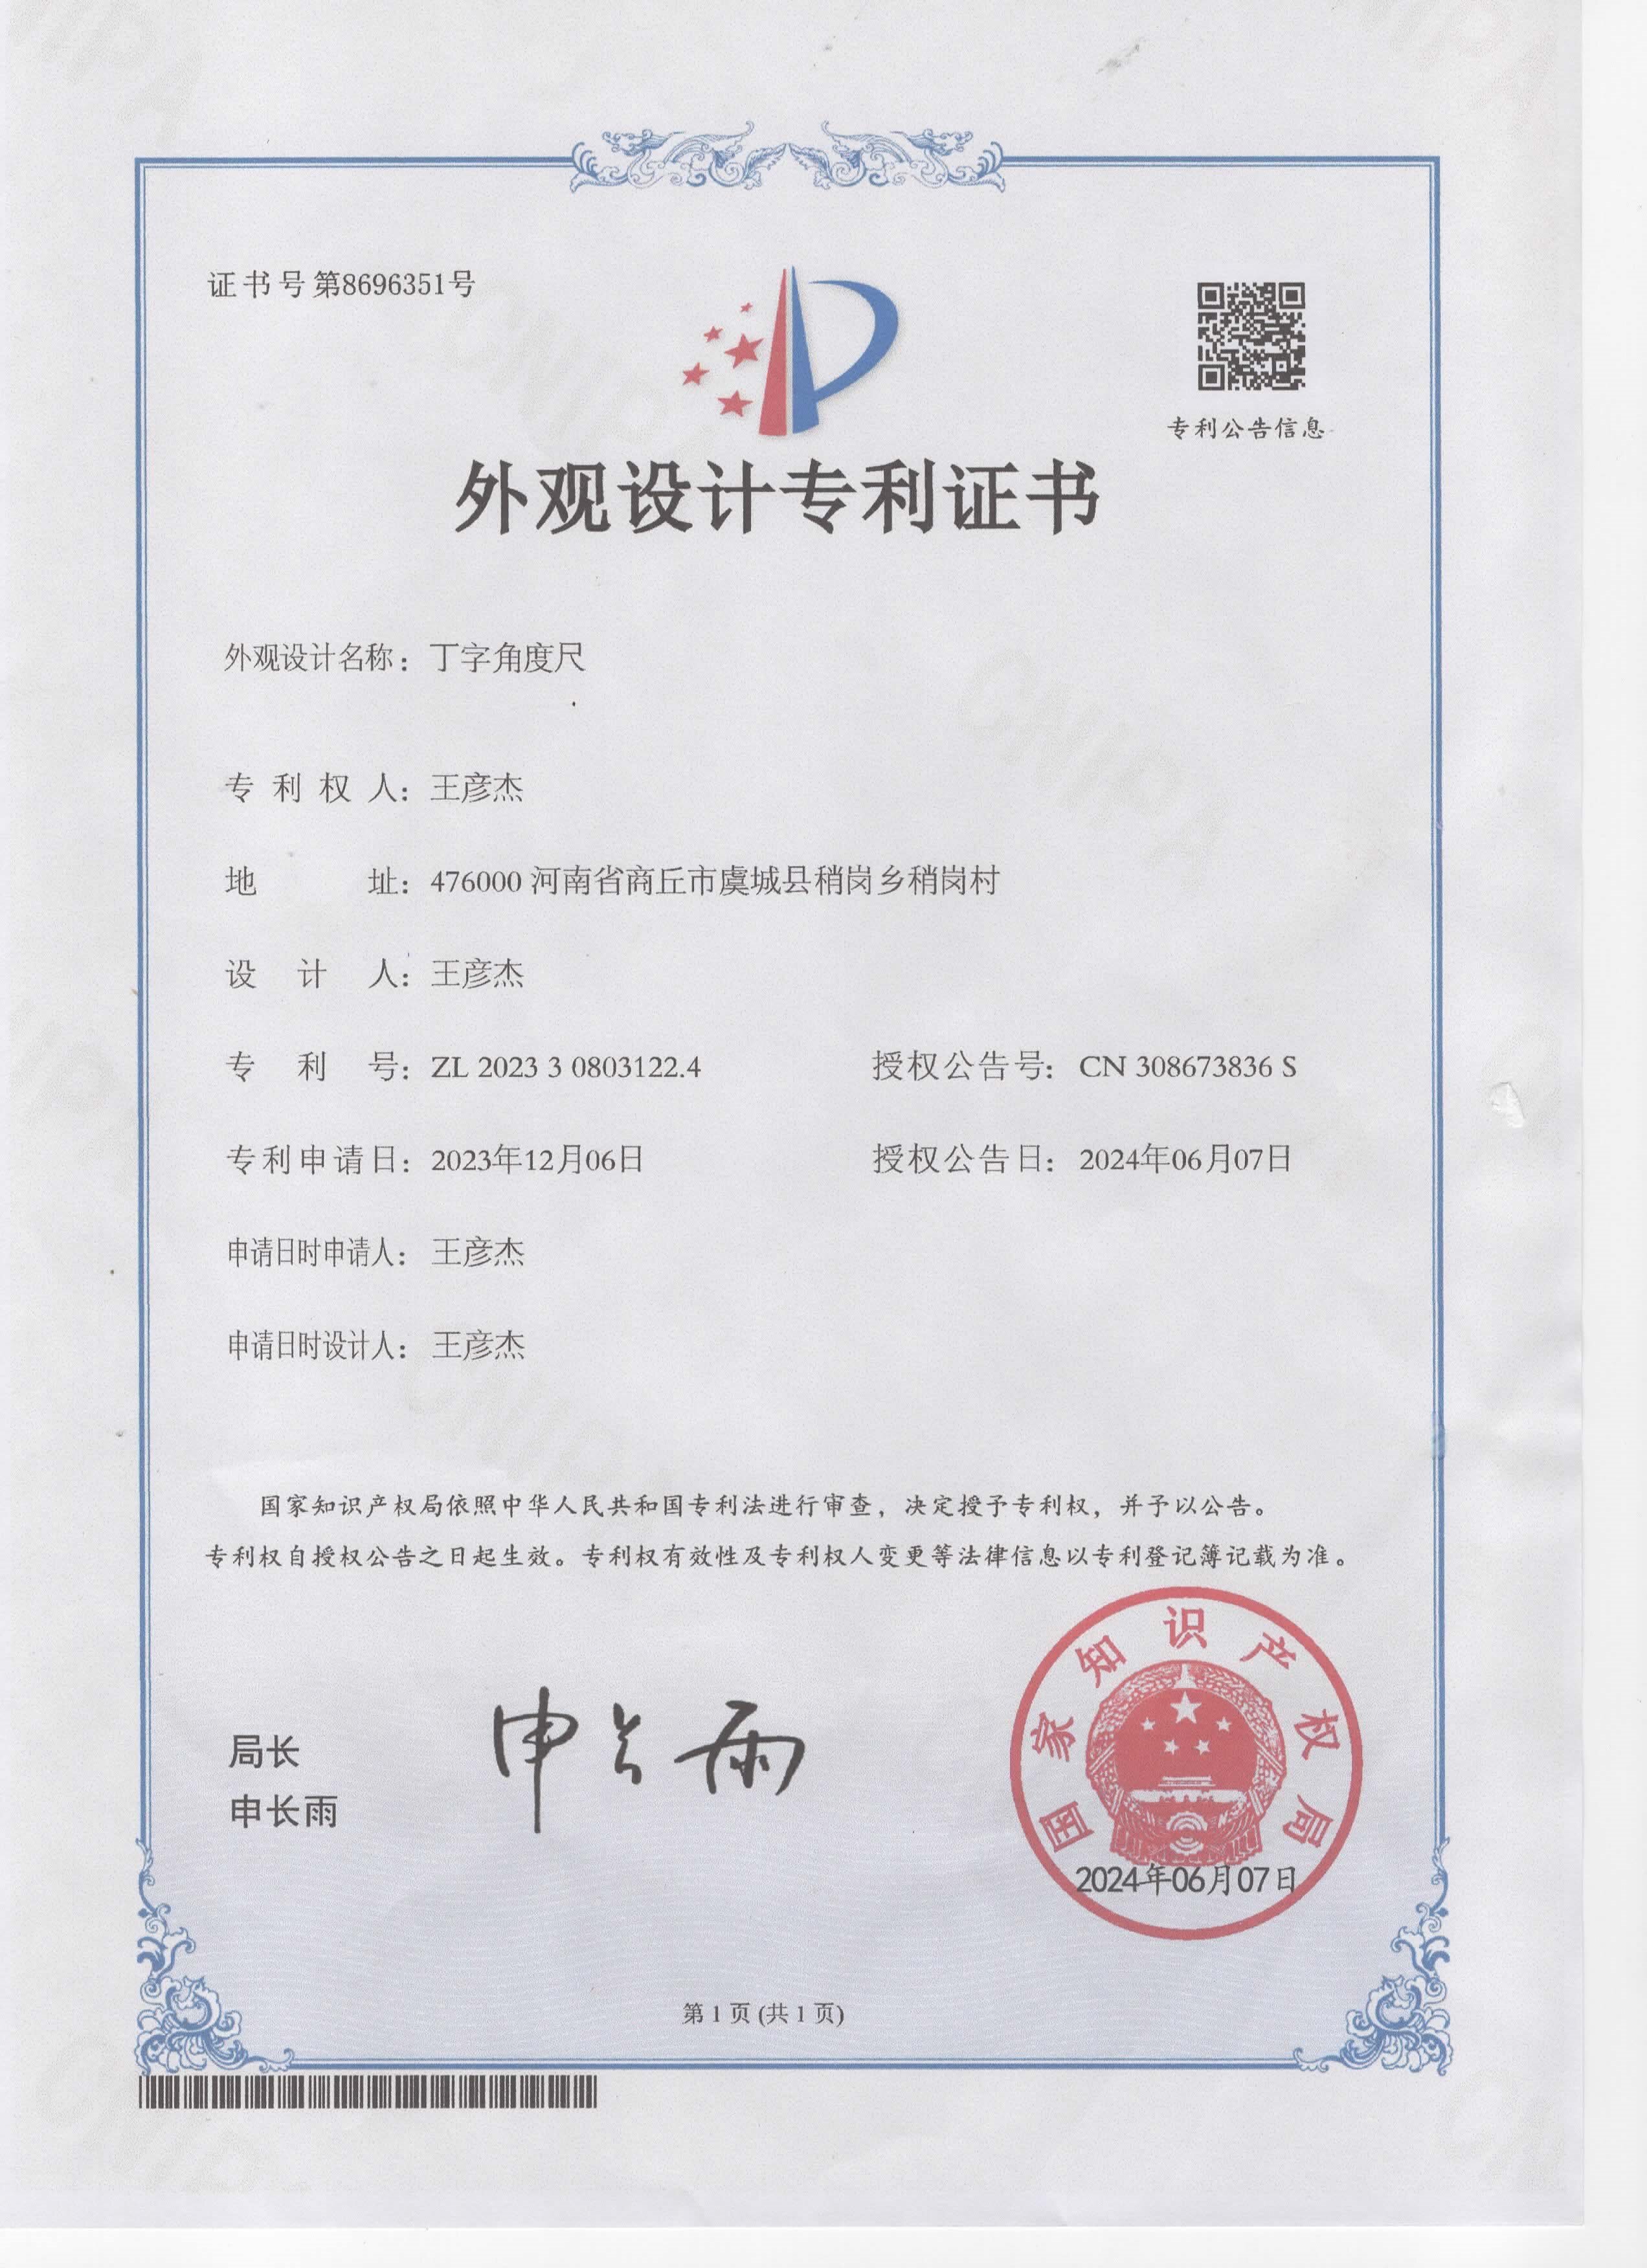 证书号第8696351号
专利公告信息
外观设计专利证书
外观设计名称：丁字角度尺
专利权人：王彦杰
地址：476000 河南省商丘市虞城县稍岗乡稍岗村
设计人：王彦杰
专利号：ZL 2023 3 0803122.4 授权公告号：CN 308673836 S
专利申请日：2023年12月06日 授权公告日：2024年06月07日
申请日时申请人：王彦杰
申请日时设计人：王彦杰
国家知识产权局依照中华人民共和国专利法进行审查，决定授予专利权，并予以公告。
专利权自授权公告之日起生效。专利权有效性及专利权人变更等法律信息以专利登记簿记载为准。
局长
申长雨
申长雨
国家知识产权局
2024年06月07日
第 1 页 (共 1 页)